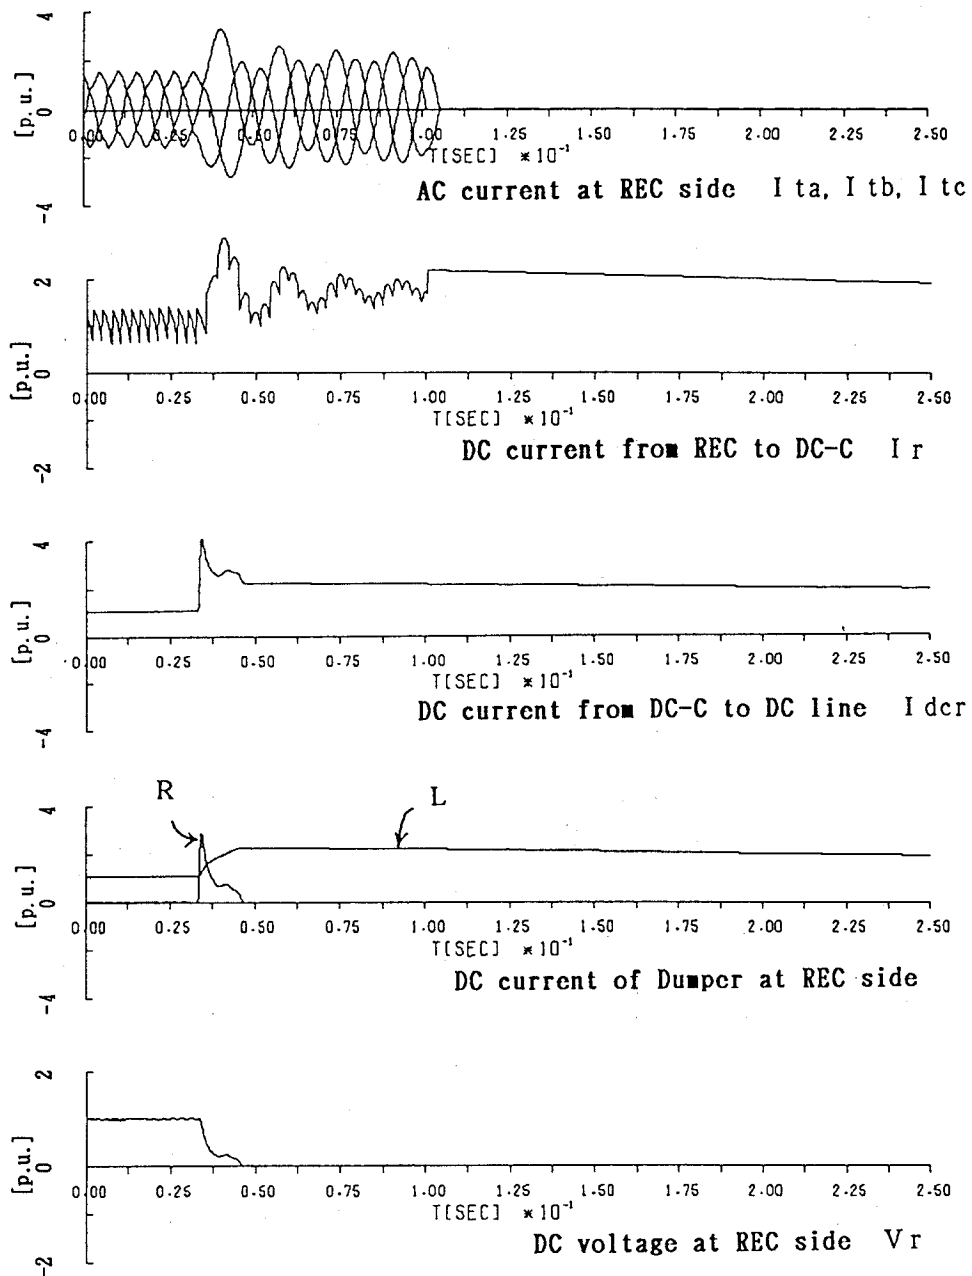 4
0
-4
[p.u.]
0.00 0.25 0.50 0.75 1.00 1.25 1.50 1.75 2.00 2.25 2.50
T[SEC] *10⁻¹
AC current at REC side Ita, Itb, Itc
2
0
-2
[p.u.]
0.00 0.25 0.50 0.75 1.00 1.25 1.50 1.75 2.00 2.25 2.50
T[SEC] *10⁻¹
DC current from REC to DC-C Ir
4
0
-4
[p.u.]
0.00 0.25 0.50 0.75 1.00 1.25 1.50 1.75 2.00 2.25 2.50
T[SEC] *10⁻¹
DC current from DC-C to DC line Idcr
R L
4
0
-4
[p.u.]
0.00 0.25 0.50 0.75 1.00 1.25 1.50 1.75 2.00 2.25 2.50
T[SEC] *10⁻¹
DC current of Dumper at REC side
2
0
-2
[p.u.]
0.00 0.25 0.50 0.75 1.00 1.25 1.50 1.75 2.00 2.25 2.50
T[SEC] *10⁻¹
DC voltage at REC side Vr